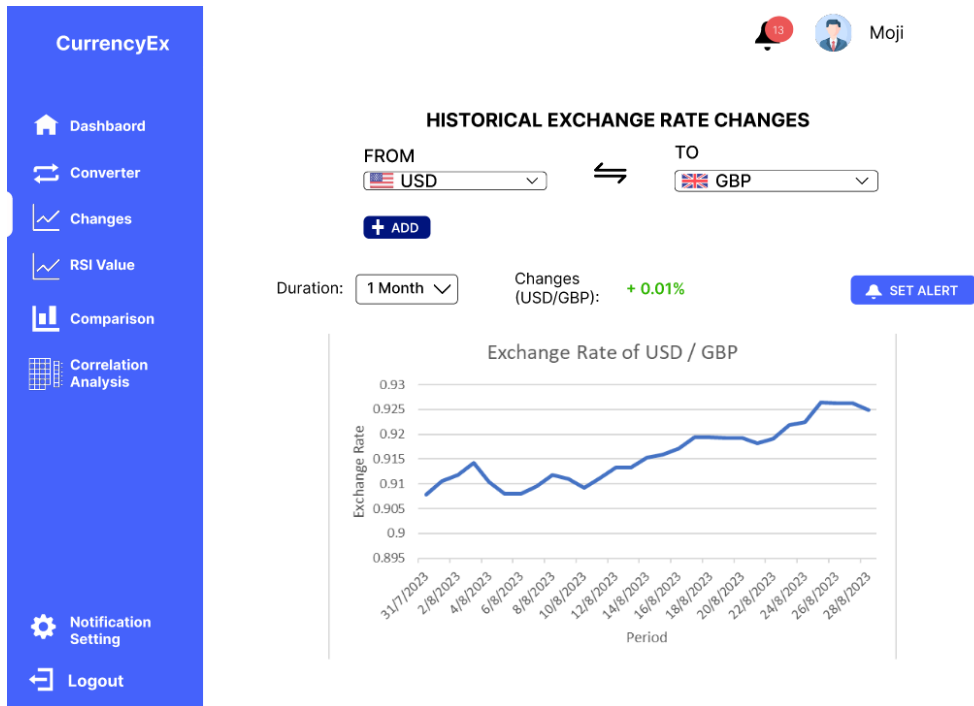 CurrencyEx
13
Moji
Dashbaord
Converter
Changes
RSI Value
Comparison
Correlation
Analysis
Notification
Setting
Logout
HISTORICAL EXCHANGE RATE CHANGES
FROM
TO
USD
GBP
ADD
Duration:
1 Month
Changes
(USD/GBP):
+ 0.01%
SET ALERT
Exchange Rate of USD / GBP
Exchange Rate
0.93
0.925
0.92
0.915
0.91
0.905
0.9
0.895
31/7/2023
2/8/2023
4/8/2023
6/8/2023
8/8/2023
10/8/2023
12/8/2023
14/8/2023
16/8/2023
18/8/2023
20/8/2023
22/8/2023
24/8/2023
26/8/2023
28/8/2023
Period